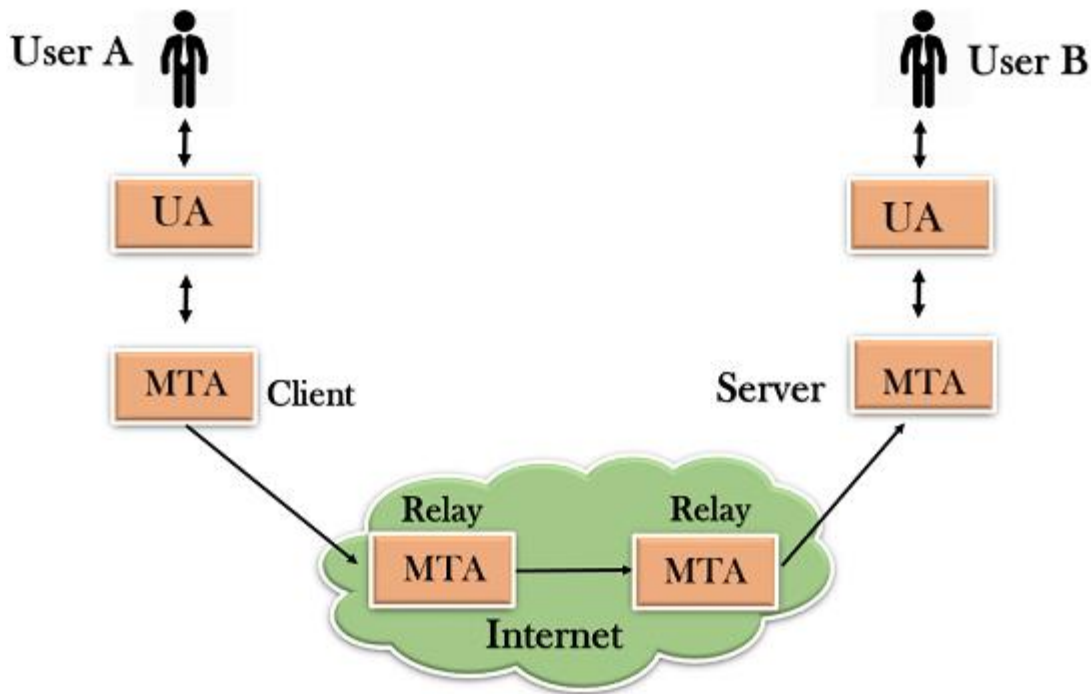 User A
User B
UA
UA
MTA
Client
Server
MTA
Relay
Relay
MTA
MTA
Internet